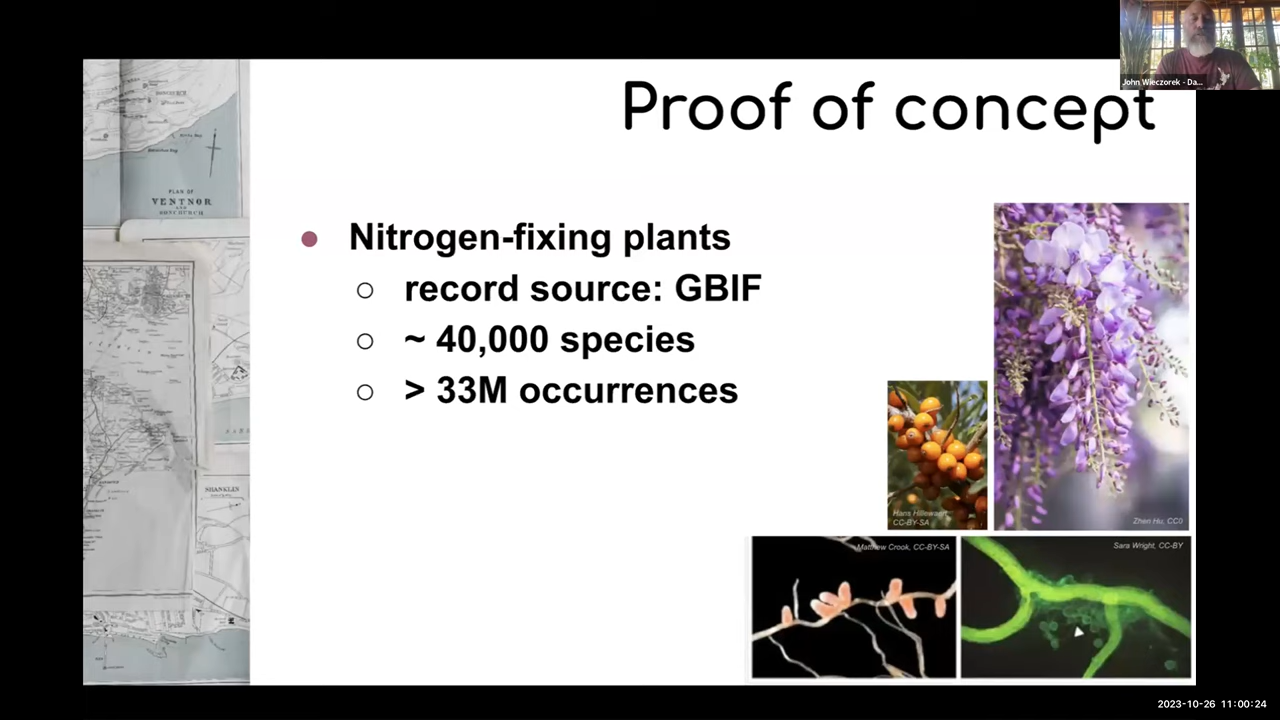 John Wieczorek - Da...
Proof of concept
PLAN OF
VENTNOR
AND
BONCHURCH
Nitrogen-fixing plants
record source: GBIF
~ 40,000 species
> 33M occurrences
SHANKLIN
Hans Hillewaert
CC-BY-SA
Zhen Hu, CC0
Matthew Crook, CC-BY-SA
Sara Wright, CC-BY
2023-10-26 11:00:24